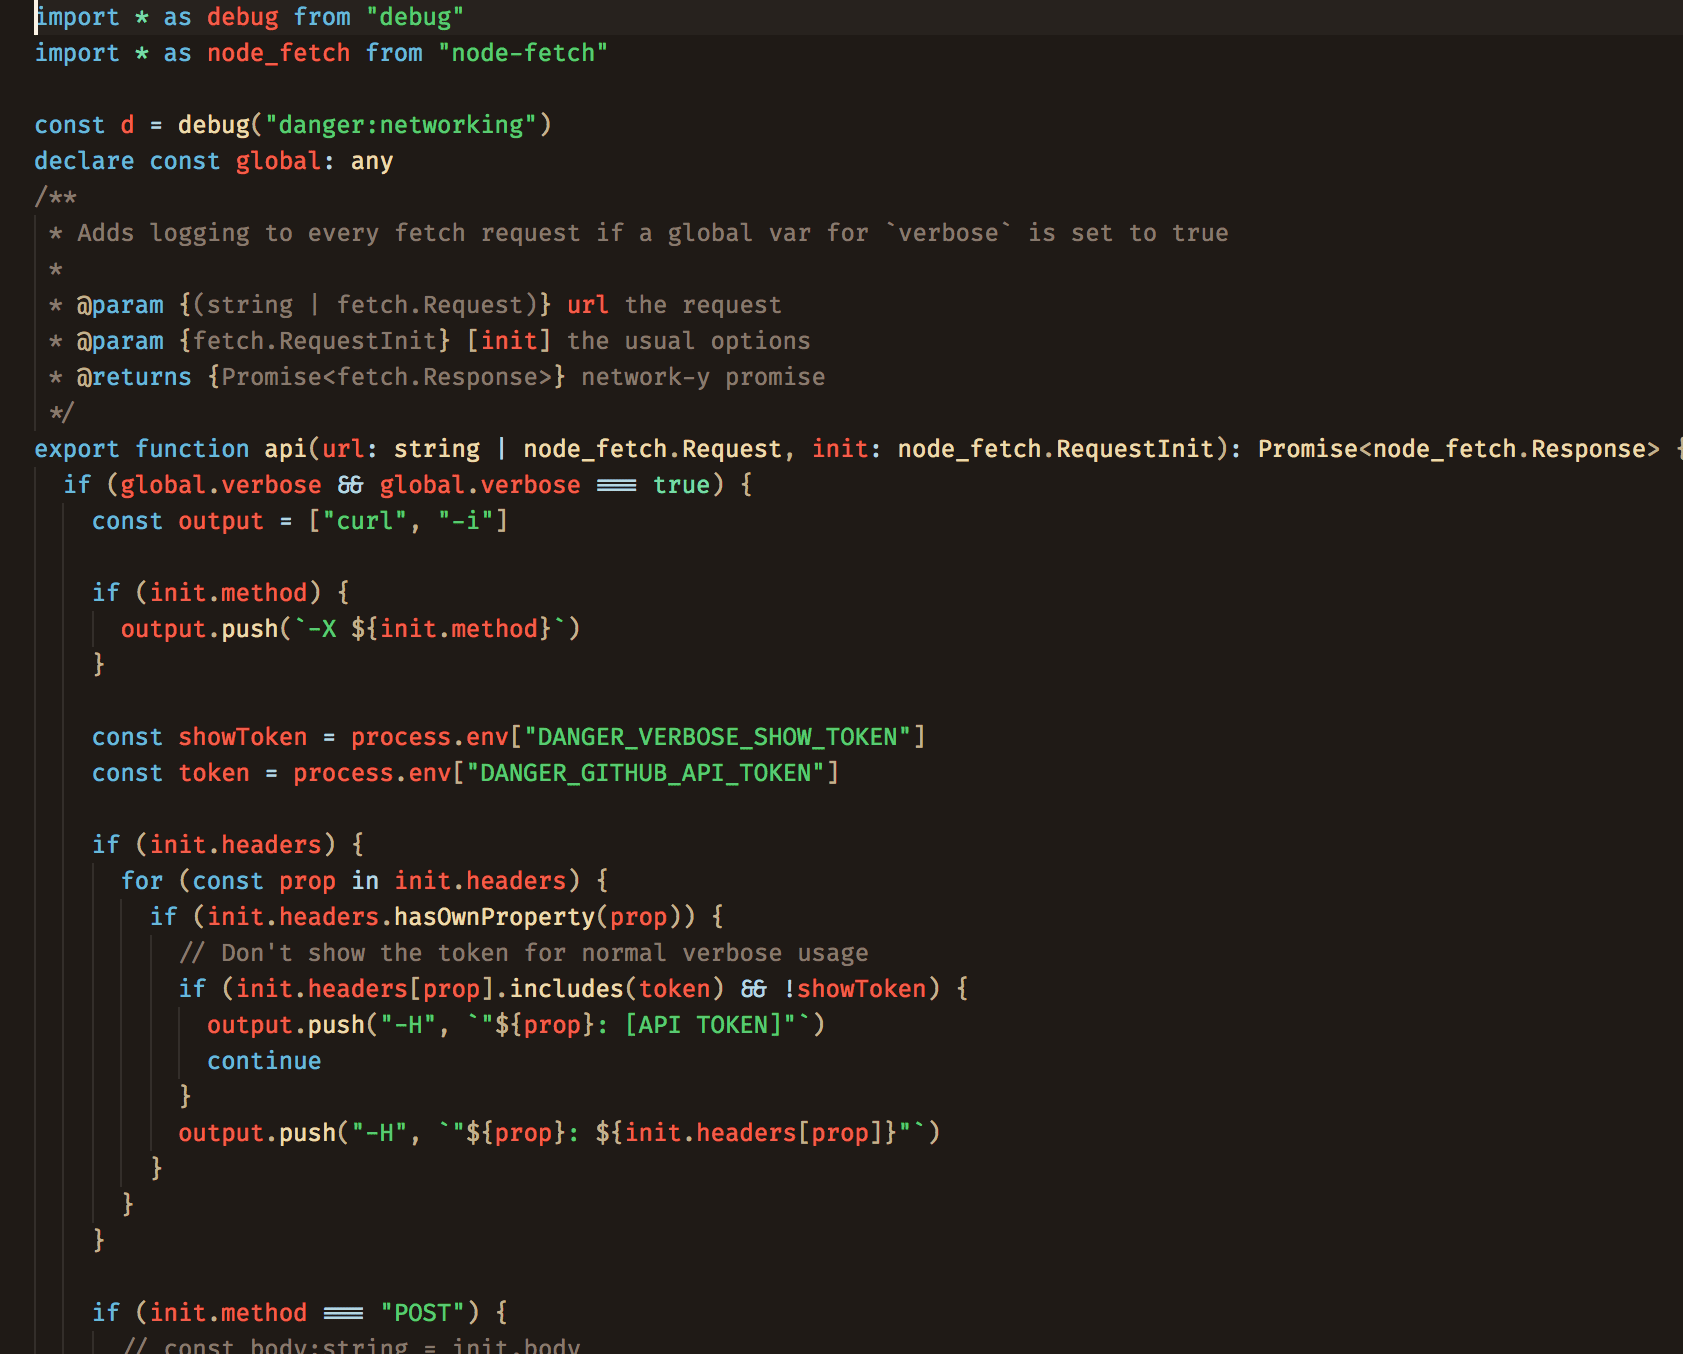 import * as debug from "debug"
import * as node_fetch from "node-fetch"

const d = debug("danger:networking")
declare const global: any
/**
 * Adds logging to every fetch request if a global var for `verbose` is set to true
 *
 * @param {(string | fetch.Request)} url the request
 * @param {fetch.RequestInit} [init] the usual options
 * @returns {Promise<fetch.Response>} network-y promise
 */
export function api(url: string | node_fetch.Request, init: node_fetch.RequestInit): Promise<node_fetch.Response> {
  if (global.verbose && global.verbose === true) {
    const output = ["curl", "-i"]

    if (init.method) {
      output.push(`-X ${init.method}`)
    }

    const showToken = process.env["DANGER_VERBOSE_SHOW_TOKEN"]
    const token = process.env["DANGER_GITHUB_API_TOKEN"]

    if (init.headers) {
      for (const prop in init.headers) {
        if (init.headers.hasOwnProperty(prop)) {
          // Don't show the token for normal verbose usage
          if (init.headers[prop].includes(token) && !showToken) {
            output.push("-H", `"${prop}: [API TOKEN]"`)
            continue
          }
          output.push("-H", `"${prop}: ${init.headers[prop]}"`)
        }
      }
    }

    if (init.method === "POST") {
      // const body:string = init.body